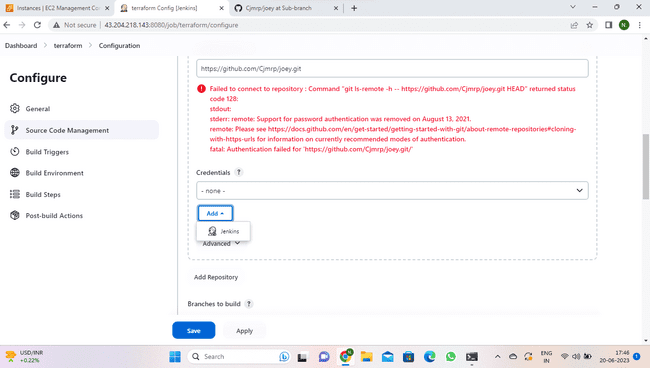 Instances | EC2 Management Con
terraform Config [Jenkins]
Cjmrp/joey at Sub-branch
Not secure | 43.204.218.143:8080/job/terraform/configure
N
Dashboard > terraform > Configuration
Configure
General
Source Code Management
Build Triggers
Build Environment
Build Steps
Post-build Actions
https://github.com/Cjmrp/joey.git
Failed to connect to repository : Command "git ls-remote -h -- https://github.com/Cjmrp/joey.git HEAD" returned status
code 128:
stdout:
stderr: remote: Support for password authentication was removed on August 13, 2021.
remote: Please see https://docs.github.com/en/get-started/getting-started-with-git/about-remote-repositories#cloning-
with-https-urls for information on currently recommended modes of authentication.
fatal: Authentication failed for 'https://github.com/Cjmrp/joey.git/'
Credentials ?
- none -
Add
Jenkins
Advanced
Add Repository
Branches to build ?
Save
Apply
USD/INR
+0.22%
Search
ENG
IN
17:46
20-06-2023